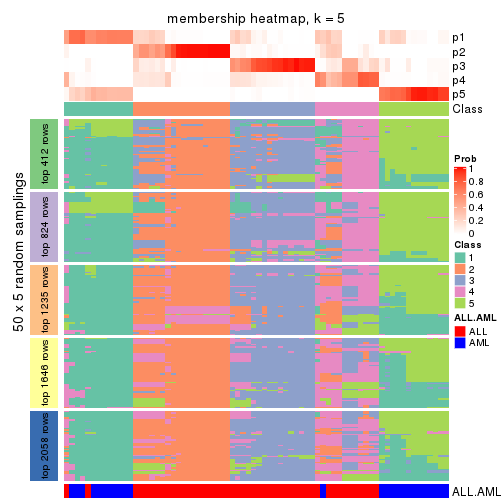 membership heatmap, k = 5
p1
p2
p3
p4
p5
Class
50 x 5 random samplings
top 412 rows
top 824 rows
top 1235 rows
top 1646 rows
top 2058 rows
Prob
1
0.8
0.6
0.4
0.2
0
Class
1
2
3
4
5
ALL.AML
ALL
AML
ALL.AML